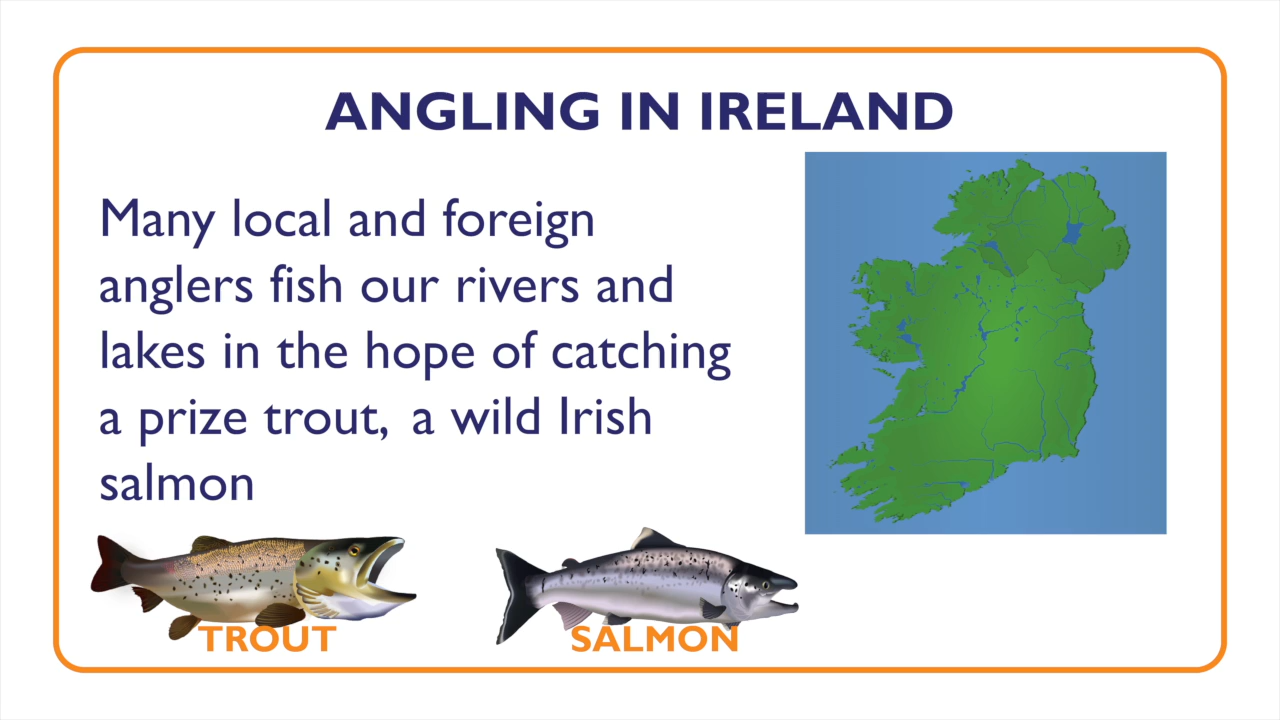 ANGLING IN IRELAND
Many local and foreign
anglers fish our rivers and
lakes in the hope of catching
a prize trout, a wild Irish
salmon
TROUT
SALMON